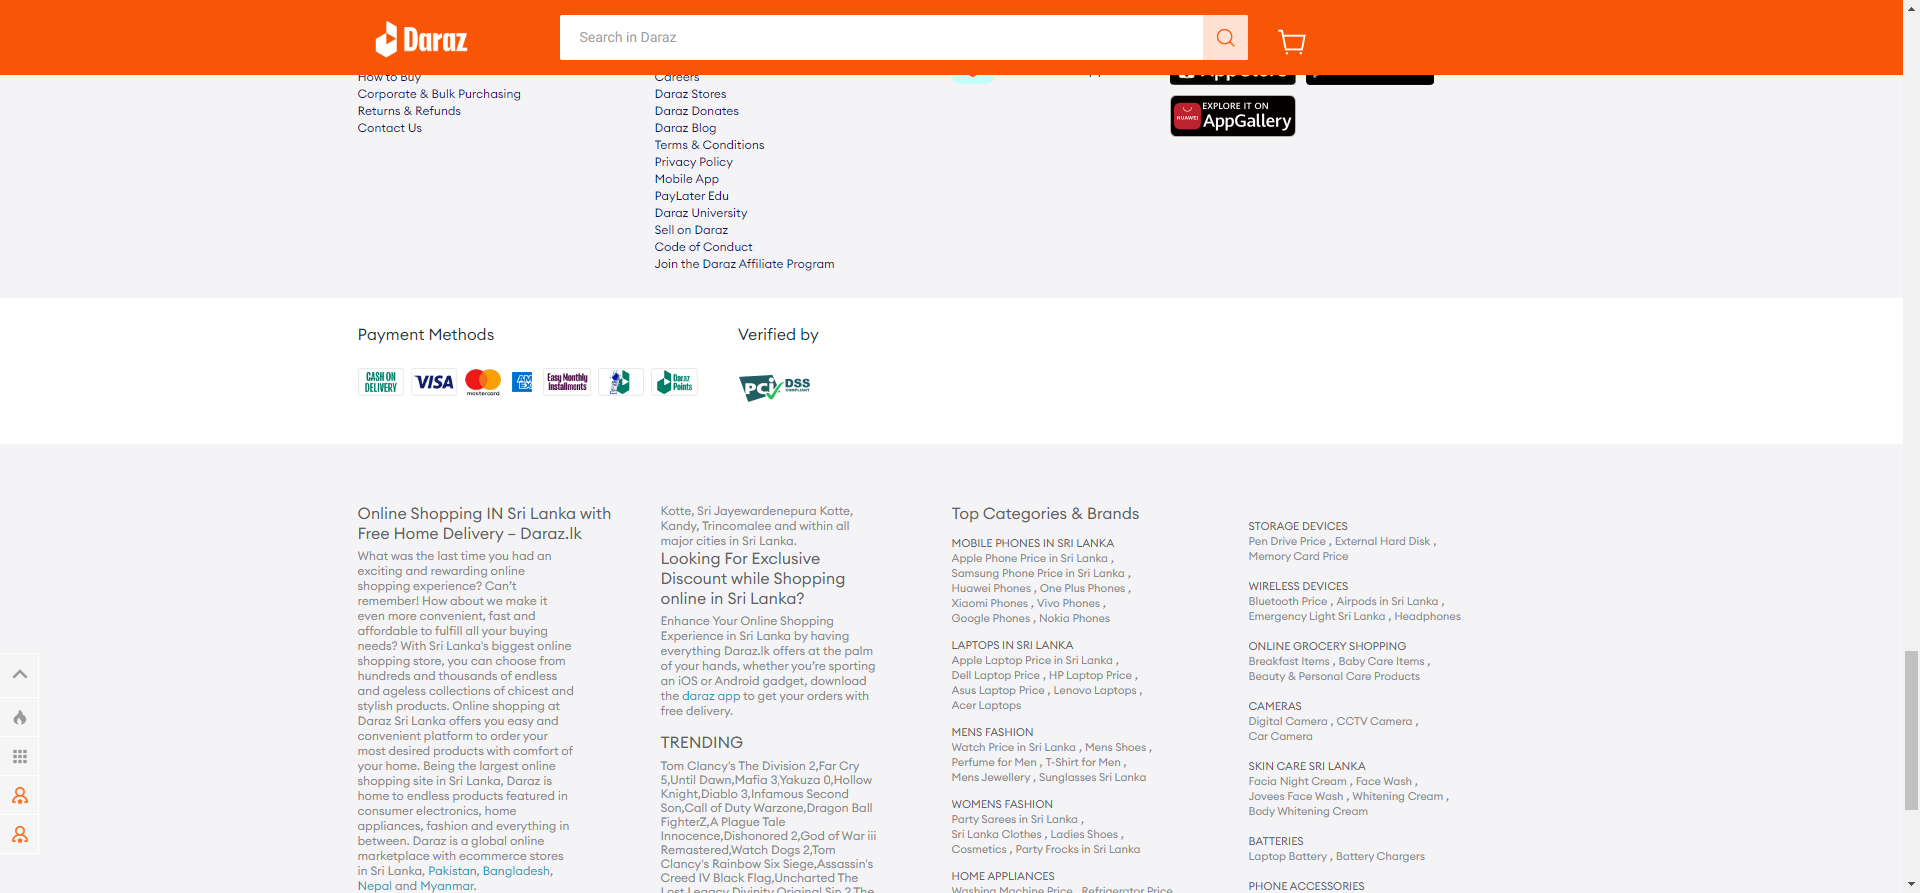 Daraz
Search in Daraz
How to Buy
Corporate & Bulk Purchasing
Returns & Refunds
Contact Us
Careers
Daraz Stores
Daraz Donates
Daraz Blog
Terms & Conditions
Privacy Policy
Mobile App
PayLater Edu
Daraz University
Sell on Daraz
Code of Conduct
Join the Daraz Affiliate Program
App Store
EXPLORE IT ON
HUAWEI
AppGallery
Payment Methods
CASH ON
DELIVERY
VISA
mastercard
AM
EX
Easy Monthly
Installments
Daraz
Points
Verified by
PCI DSS
COMPLIANT
Online Shopping IN Sri Lanka with
Free Home Delivery – Daraz.lk
What was the last time you had an
exciting and rewarding online
shopping experience? Can’t
remember! How about we make it
even more convenient, fast and
affordable to fulfill all your buying
needs? With Sri Lanka's biggest online
shopping store, you can choose from
hundreds and thousands of endless
and ageless collections of chicest and
stylish products. Online shopping at
Daraz Sri Lanka offers you easy and
convenient platform to order your
most desired products with comfort of
your home. Being the largest online
shopping site in Sri Lanka, Daraz is
home to endless products featured in
consumer electronics, home
appliances, fashion and everything in
between. Daraz is a global online
marketplace with ecommerce stores
in Sri Lanka, Pakistan, Bangladesh,
Nepal and Myanmar.
Kotte, Sri Jayewardenepura Kotte,
Kandy, Trincomalee and within all
major cities in Sri Lanka.
Looking For Exclusive
Discount while Shopping
online in Sri Lanka?
Enhance Your Online Shopping
Experience in Sri Lanka by having
everything Daraz.lk offers at the palm
of your hands, whether you’re sporting
an iOS or Android gadget, download
the daraz app to get your orders with
free delivery.
TRENDING
Tom Clancy's The Division 2,Far Cry
5,Until Dawn,Mafia 3,Yakuza 0,Hollow
Knight,Diablo 3,Infamous Second
Son,Call of Duty Warzone,Dragon Ball
FighterZ,A Plague Tale
Innocence,Dishonored 2,God of War iii
Remastered,Watch Dogs 2,Tom
Clancy's Rainbow Six Siege,Assassin's
Creed IV Black Flag,Uncharted The
Lost Legacy,Divinity Original Sin 2,The
Top Categories & Brands
MOBILE PHONES IN SRI LANKA
Apple Phone Price in Sri Lanka ,
Samsung Phone Price in Sri Lanka ,
Huawei Phones , One Plus Phones ,
Xiaomi Phones , Vivo Phones ,
Google Phones , Nokia Phones
LAPTOPS IN SRI LANKA
Apple Laptop Price in Sri Lanka ,
Dell Laptop Price , HP Laptop Price ,
Asus Laptop Price , Lenovo Laptops ,
Acer Laptops
MENS FASHION
Watch Price in Sri Lanka , Mens Shoes ,
Perfume for Men , T-Shirt for Men ,
Mens Jewellery , Sunglasses Sri Lanka
WOMENS FASHION
Party Sarees in Sri Lanka ,
Sri Lanka Clothes , Ladies Shoes ,
Cosmetics , Party Frocks in Sri Lanka
HOME APPLIANCES
Washing Machine Price , Refrigerator Price
STORAGE DEVICES
Pen Drive Price , External Hard Disk ,
Memory Card Price
WIRELESS DEVICES
Bluetooth Price , Airpods in Sri Lanka ,
Emergency Light Sri Lanka , Headphones
ONLINE GROCERY SHOPPING
Breakfast Items , Baby Care Items ,
Beauty & Personal Care Products
CAMERAS
Digital Camera , CCTV Camera ,
Car Camera
SKIN CARE SRI LANKA
Facia Night Cream , Face Wash ,
Jovees Face Wash , Whitening Cream ,
Body Whitening Cream
BATTERIES
Laptop Battery , Battery Chargers
PHONE ACCESSORIES